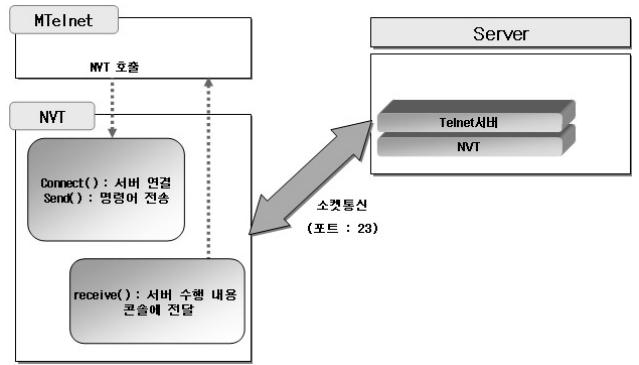 MTelnet
NVT 호출
NVT
Connect() : 서버 연결
Send() : 명령어 전송
receive() : 서버 수행 내용
콘솔에 전달
소켓통신
(포트 : 23)
Server
Telnet서버
NVT